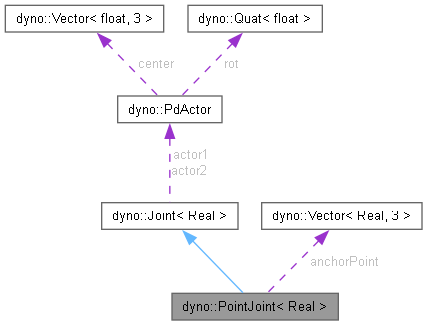 dyno::Vector< float, 3 >
dyno::Quat< float >
center
rot
dyno::PdActor
actor1
actor2
dyno::Joint< Real >
dyno::Vector< Real, 3 >
anchorPoint
dyno::PointJoint< Real >